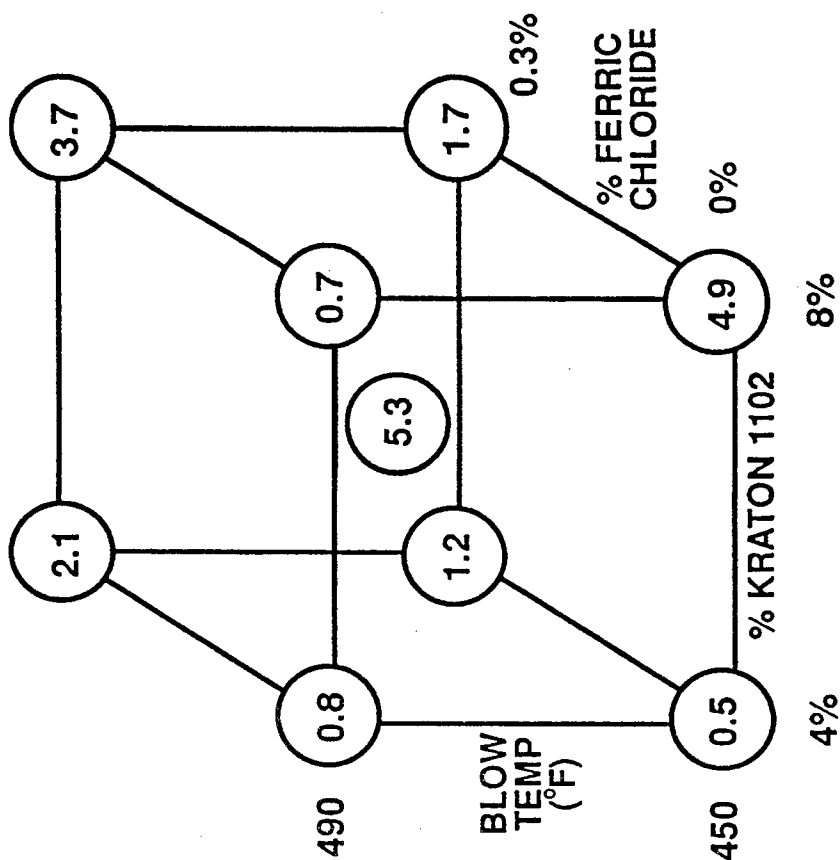 2.1 3.7
490 0.8 0.7
5.3
1.2 1.7
BLOW
TEMP
(°F)
0.3%
% FERRIC
CHLORIDE
450 0.5 4.9 0%
% KRATON 1102
4% 8%